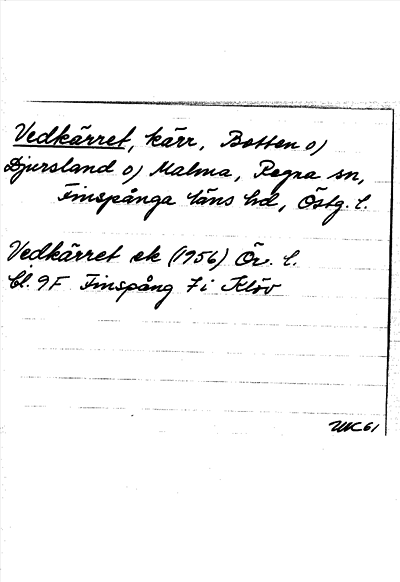 Vedkärret, kärr, Botten o)
Djursland o) Malma, Regna sn,
Finspånga läns hd, Östg. l.
Vedkärret ek (1956) Ör. l.
bl. 9F Finspång 7i Klöv
UK61